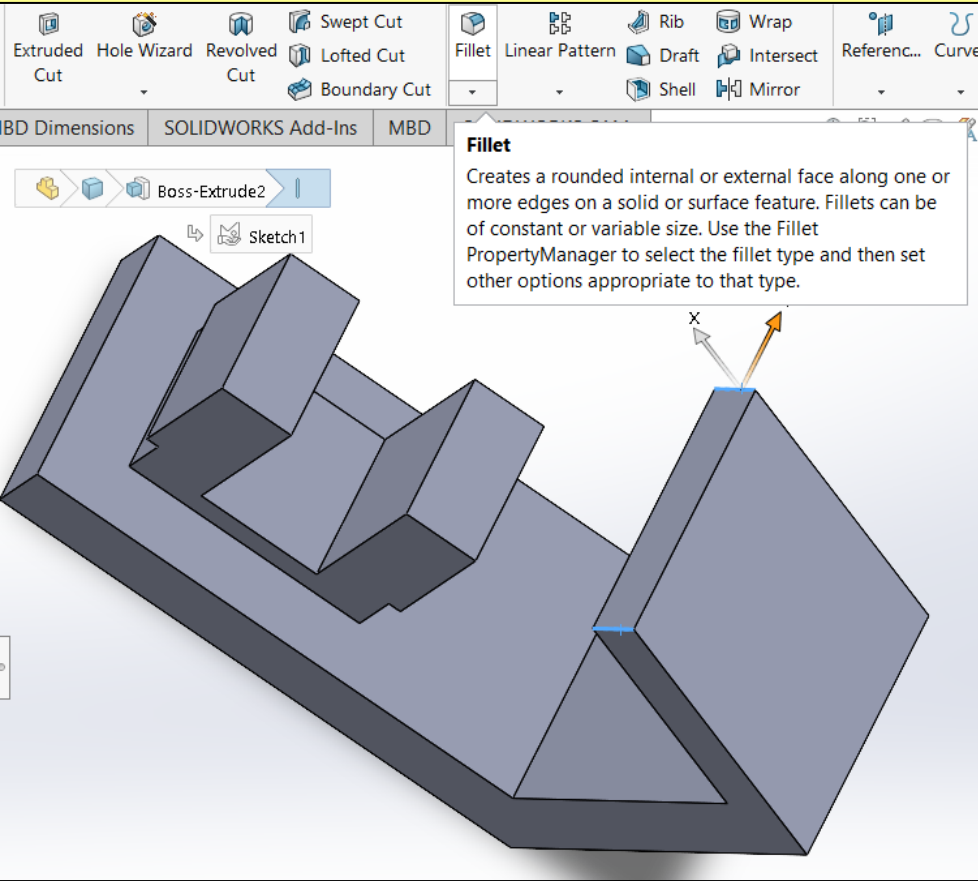 Extruded Cut
Hole Wizard
Revolved Cut
Swept Cut
Lofted Cut
Boundary Cut
Fillet
Linear Pattern
Rib
Draft
Shell
Wrap
Intersect
Mirror
Referenc...
Curve
BD Dimensions
SOLIDWORKS Add-Ins
MBD
Fillet
Creates a rounded internal or external face along one or
more edges on a solid or surface feature. Fillets can be
of constant or variable size. Use the Fillet
PropertyManager to select the fillet type and then set
other options appropriate to that type.
Boss-Extrude2
Sketch1
X